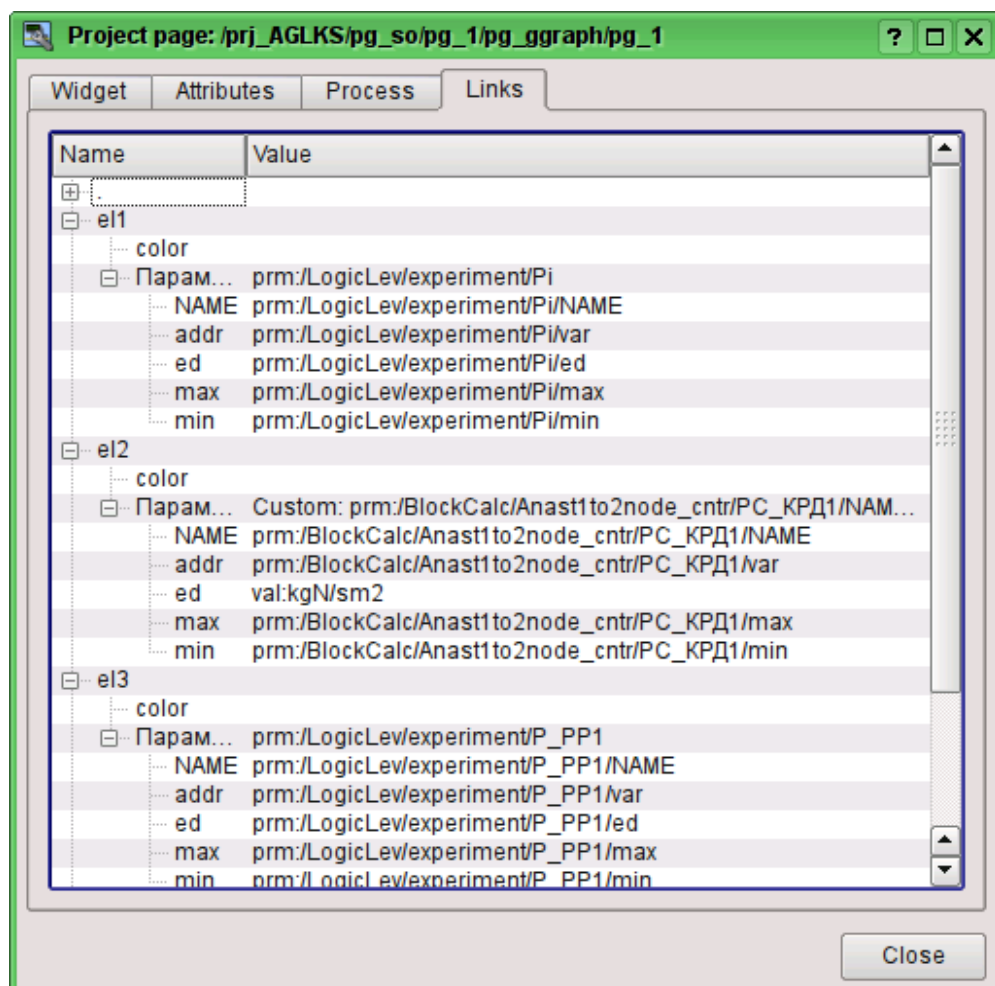 Project page: /prj_AGLKS/pg_so/pg_1/pg_ggraph/pg_1
Widget Attributes Process Links
Name Value
.
el1
color
Парам... prm:/LogicLev/experiment/Pi
NAME prm:/LogicLev/experiment/Pi/NAME
addr prm:/LogicLev/experiment/Pi/var
ed prm:/LogicLev/experiment/Pi/ed
max prm:/LogicLev/experiment/Pi/max
min prm:/LogicLev/experiment/Pi/min
el2
color
Парам... Custom: prm:/BlockCalc/Anast1to2node_cntr/PC_КРД1/NAM...
NAME prm:/BlockCalc/Anast1to2node_cntr/PC_КРД1/NAME
addr prm:/BlockCalc/Anast1to2node_cntr/PC_КРД1/var
ed val:kgN/sm2
max prm:/BlockCalc/Anast1to2node_cntr/PC_КРД1/max
min prm:/BlockCalc/Anast1to2node_cntr/PC_КРД1/min
el3
color
Парам... prm:/LogicLev/experiment/P_PP1
NAME prm:/LogicLev/experiment/P_PP1/NAME
addr prm:/LogicLev/experiment/P_PP1/var
ed prm:/LogicLev/experiment/P_PP1/ed
max prm:/LogicLev/experiment/P_PP1/max
min prm:/LogicLev/experiment/P_PP1/min
Close